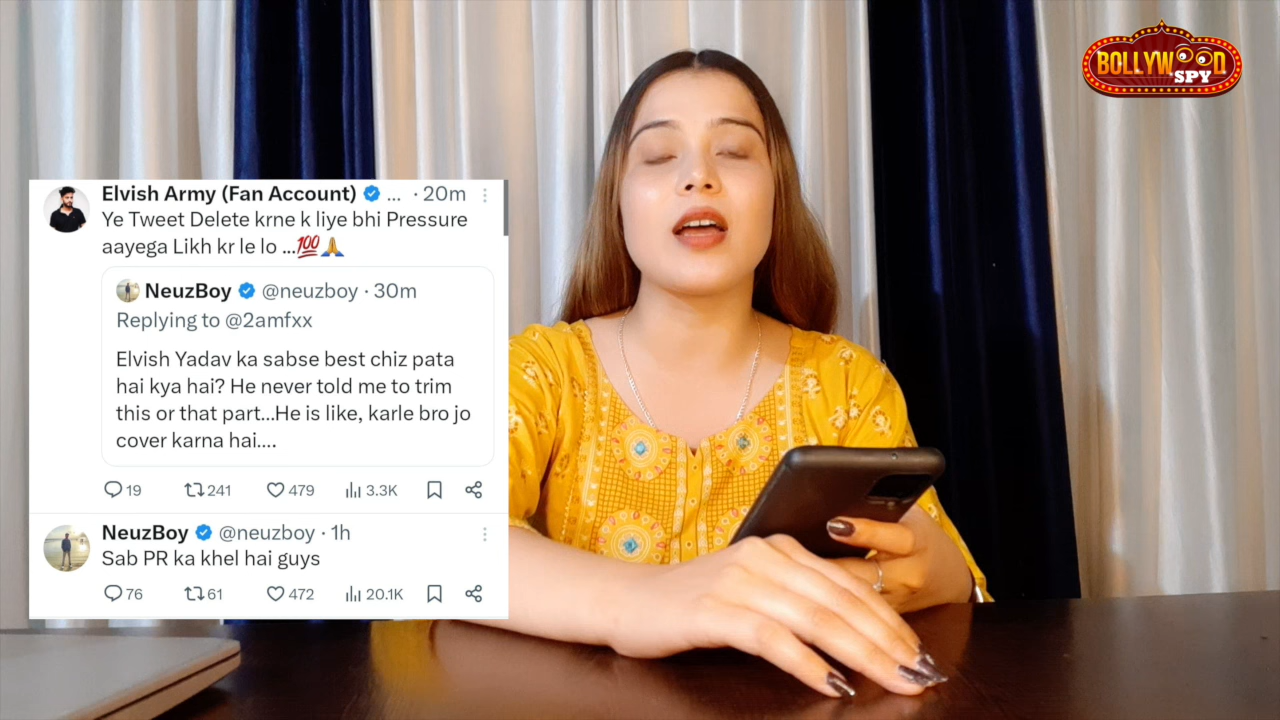 BOLLYWOOD
SPY
Elvish Army (Fan Account) ... · 20m
Ye Tweet Delete krne k liye bhi Pressure
aayega Likh kr le lo ...💯🙏
NeuzBoy @neuzboy · 30m
Replying to @2amfxx
Elvish Yadav ka sabse best chiz pata
hai kya hai? He never told me to trim
this or that part...He is like, karle bro jo
cover karna hai....
19 241 479 3.3K
NeuzBoy @neuzboy · 1h
Sab PR ka khel hai guys
76 61 472 20.1K